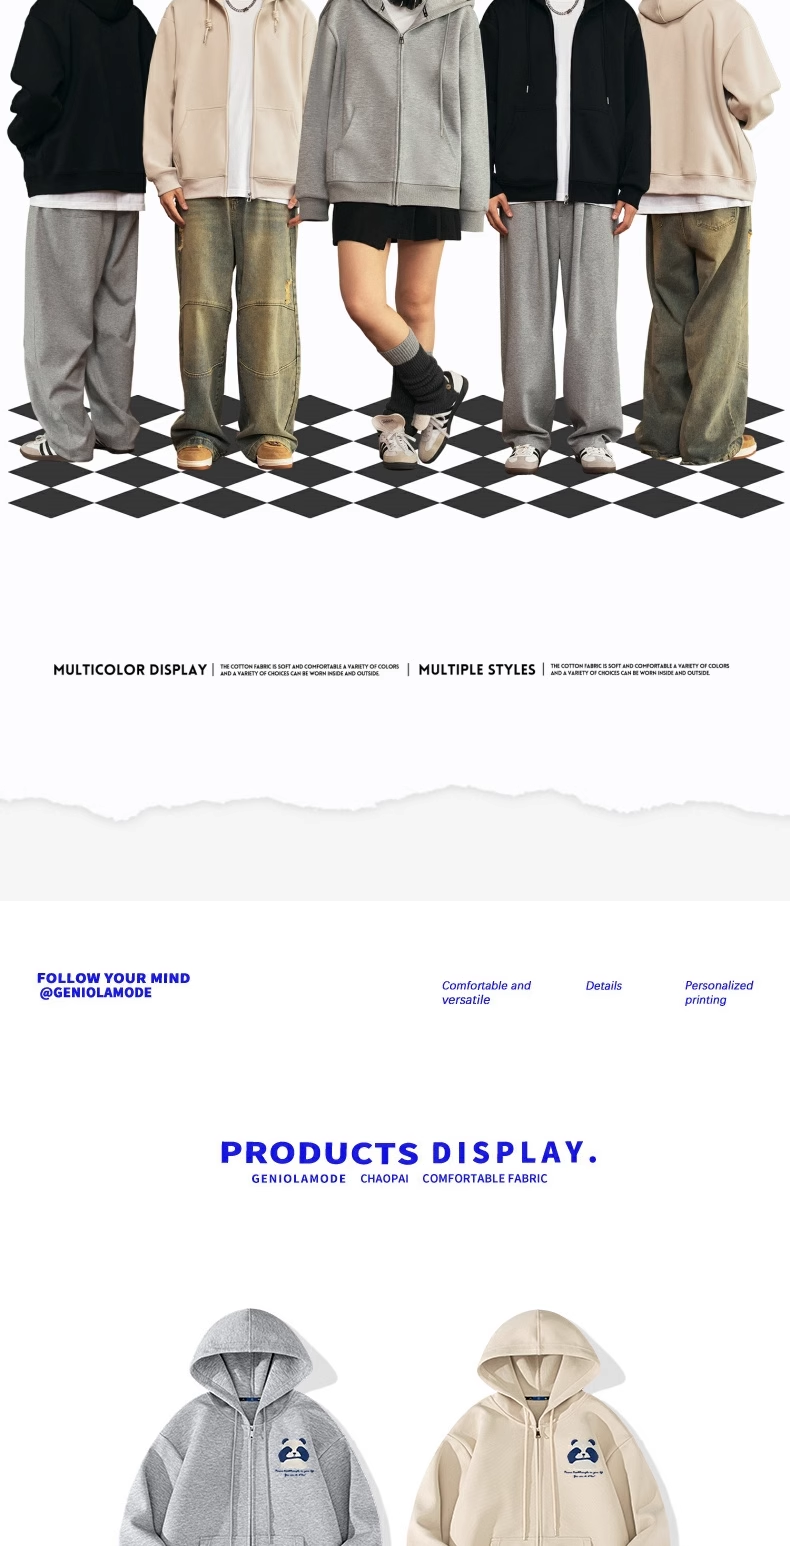 MULTICOLOR DISPLAY
THE COTTON FABRIC IS SOFT AND COMFORTABLE A VARIETY OF COLORS
AND A VARIETY OF CHOICES CAN BE WORN INSIDE AND OUTSIDE.
MULTIPLE STYLES
THE COTTON FABRIC IS SOFT AND COMFORTABLE A VARIETY OF COLORS
AND A VARIETY OF CHOICES CAN BE WORN INSIDE AND OUTSIDE.
FOLLOW YOUR MIND
@GENIOLAMODE
Comfortable and
versatile
Details
Personalized
printing
PRODUCTS DISPLAY.
GENIOLAMODE CHAOPAI COMFORTABLE FABRIC